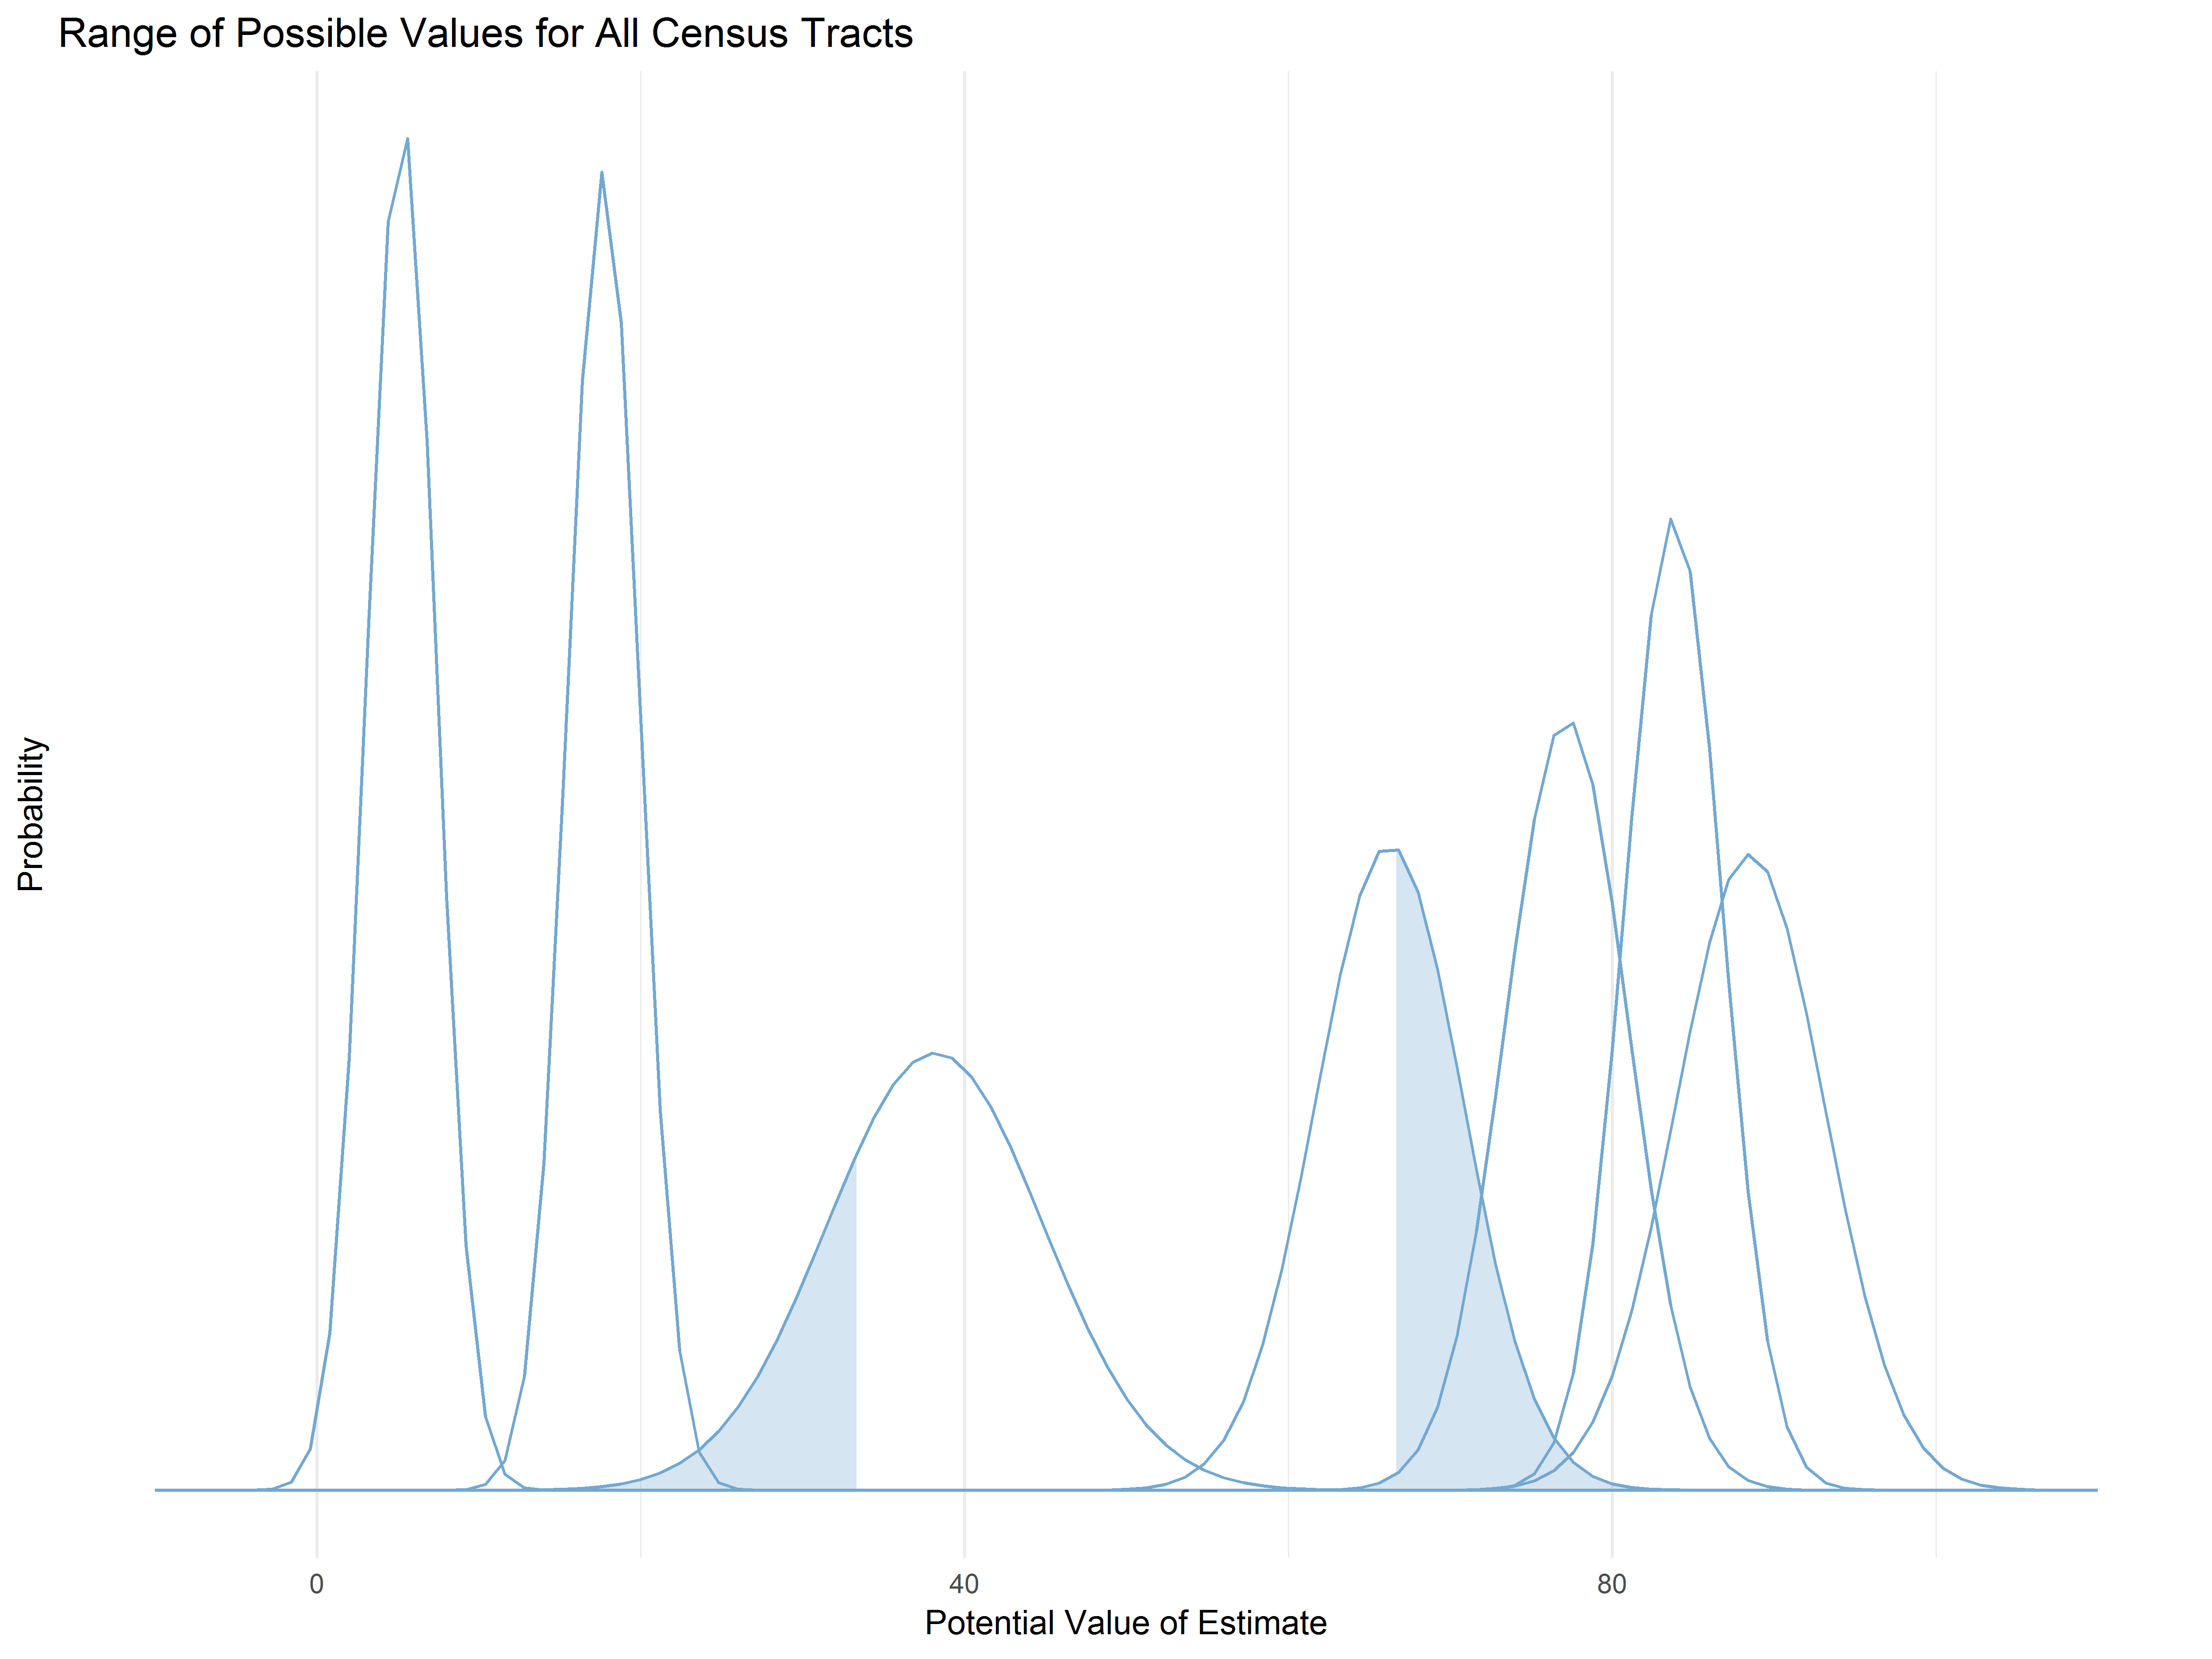 Range of Possible Values for All Census Tracts
Probability
0 40 80
Potential Value of Estimate